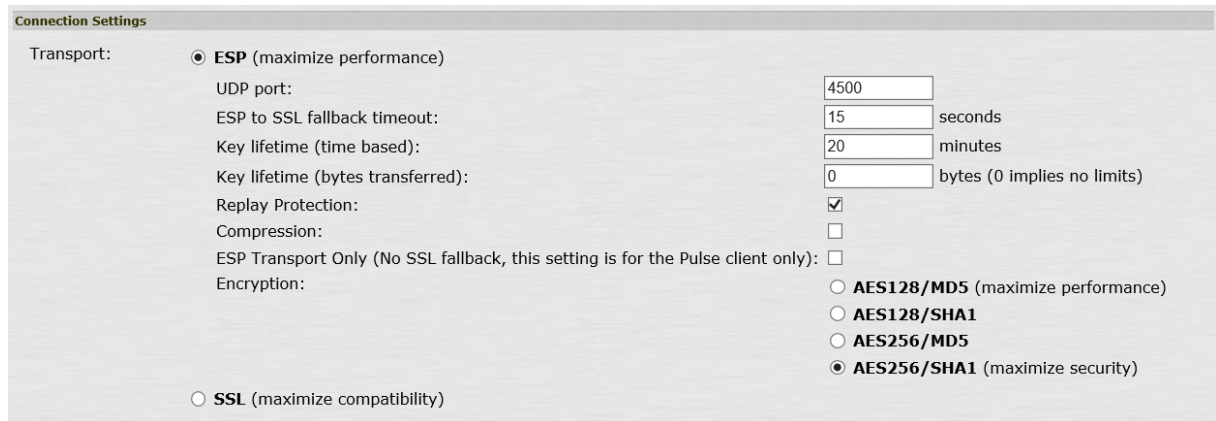 Connection Settings
Transport: ESP (maximize performance)
UDP port: 4500
ESP to SSL fallback timeout: 15 seconds
Key lifetime (time based): 20 minutes
Key lifetime (bytes transferred): 0 bytes (0 implies no limits)
Replay Protection:
Compression:
ESP Transport Only (No SSL fallback, this setting is for the Pulse client only):
Encryption:
AES128/MD5 (maximize performance)
AES128/SHA1
AES256/MD5
AES256/SHA1 (maximize security)
SSL (maximize compatibility)